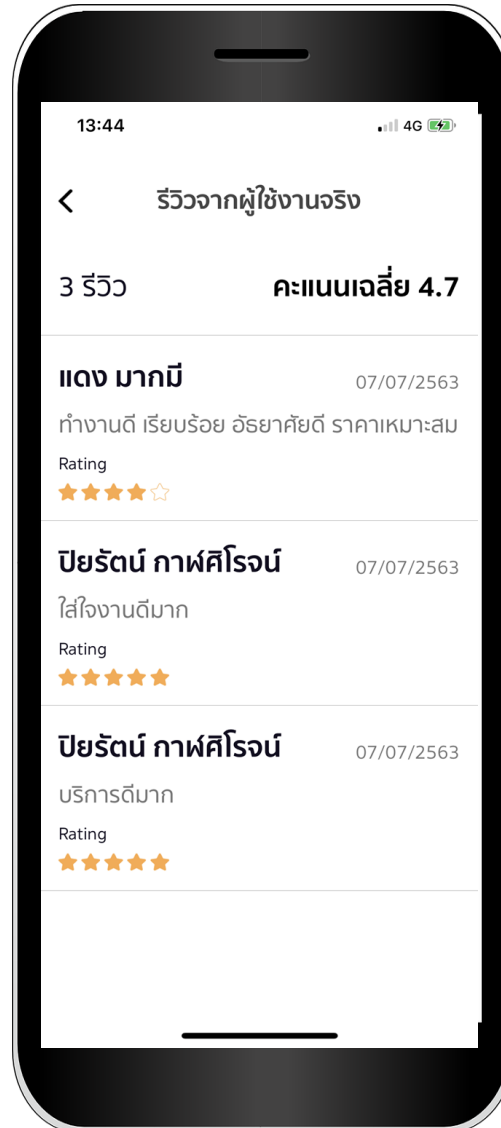 13:44
4G
รีวิวจากผู้ใช้งานจริง
3 รีวิว คะแนนเฉลี่ย 4.7
แดง มากมี 07/07/2563
ทำงานดี เรียบร้อย อัธยาศัยดี ราคาเหมาะสม
Rating
ปิยรัตน์ กาฬศิโรจน์ 07/07/2563
ใส่ใจงานดีมาก
Rating
ปิยรัตน์ กาฬศิโรจน์ 07/07/2563
บริการดีมาก
Rating